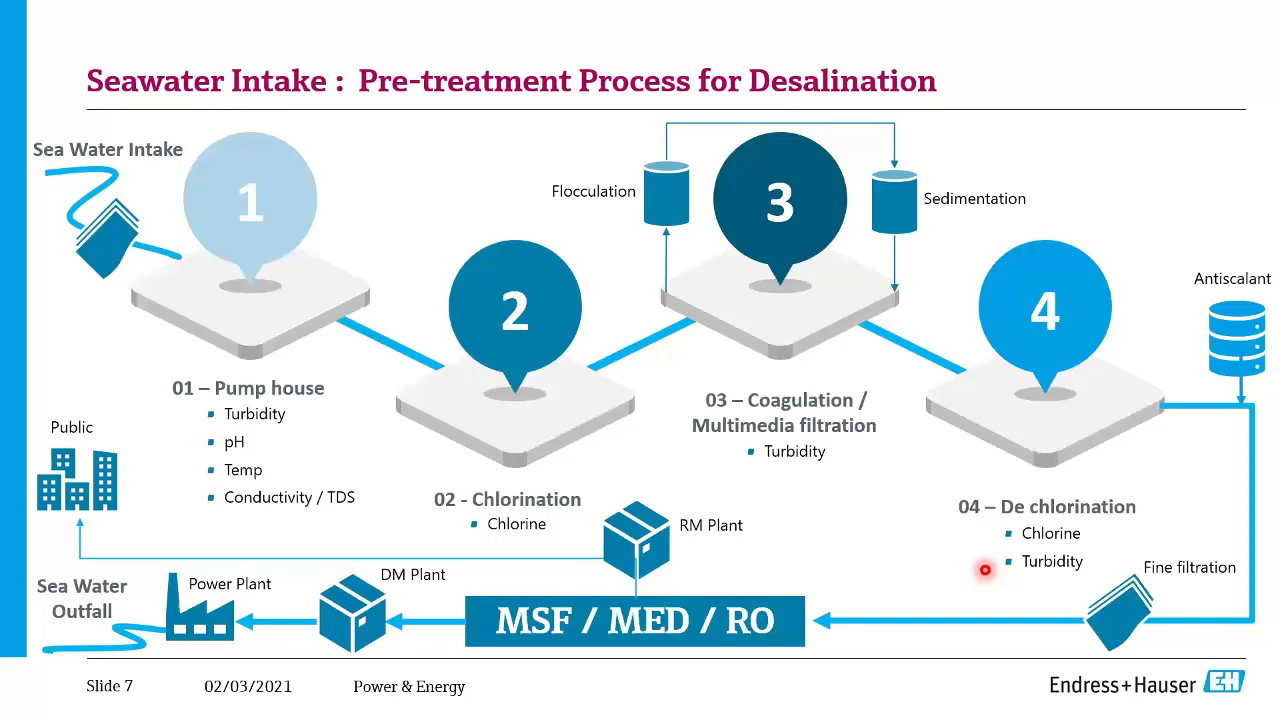 Seawater Intake :  Pre-treatment Process for Desalination
Sea Water Intake
1
2
3
4
Flocculation
Sedimentation
Antiscalant
01 – Pump house
Turbidity
pH
Temp
Conductivity / TDS
02 - Chlorination
Chlorine
03 – Coagulation /
Multimedia filtration
Turbidity
04 – De chlorination
Chlorine
Turbidity
Fine filtration
Public
RM Plant
DM Plant
Power Plant
Sea Water
Outfall
MSF / MED / RO
Slide 7
02/03/2021
Power & Energy
Endress+Hauser EH